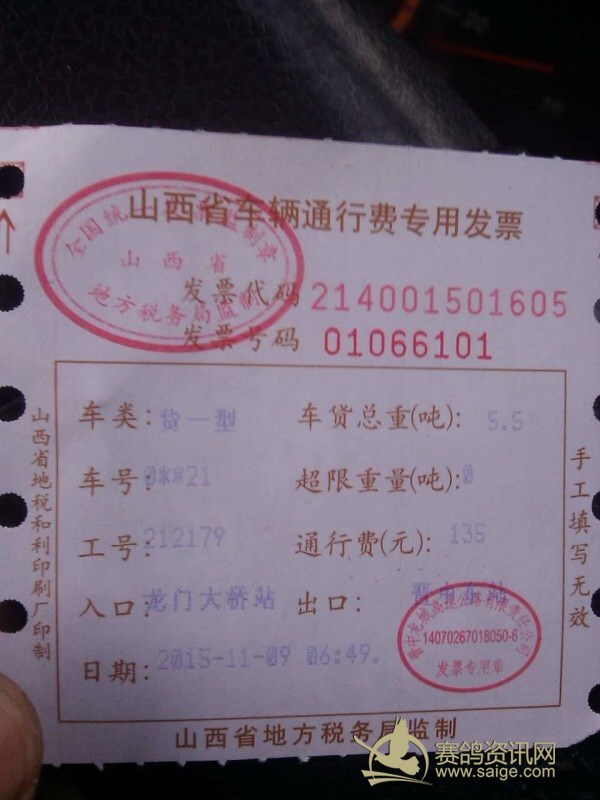 山西省车辆通行费专用发票
全国统一发票监制章
山西省
地方税务局监制
发票代码 214001501605
发票号码 01066101
车类: 货一型 车货总重(吨): 5.5
车号: 0**21 超限重量(吨): 0
工号: 212179 通行费(元): 135
入口: 龙门大桥站 出口: 晋中东站
日期: 2015-11-09 06:49.
14070267018050-6
发票专用章
山西省地方税务局监制
山西省地税和利印刷厂印制
手工填写无效
赛鸽资讯网
www.saige.com